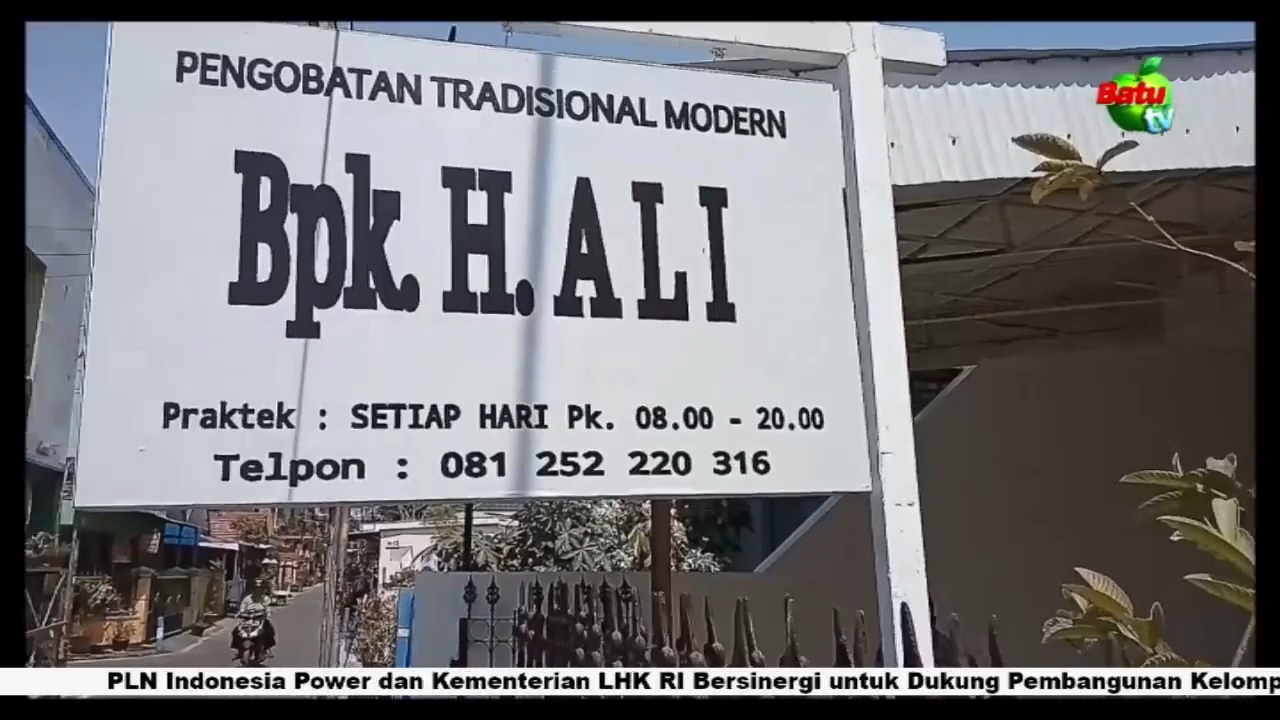 PENGOBATAN TRADISIONAL MODERN
Bpk. H. ALI
Praktek : SETIAP HARI Pk. 08.00 - 20.00
Telpon : 081 252 220 316
Batu
tv
PLN Indonesia Power dan Kementerian LHK RI Bersinergi untuk Dukung Pembangunan Kelomp